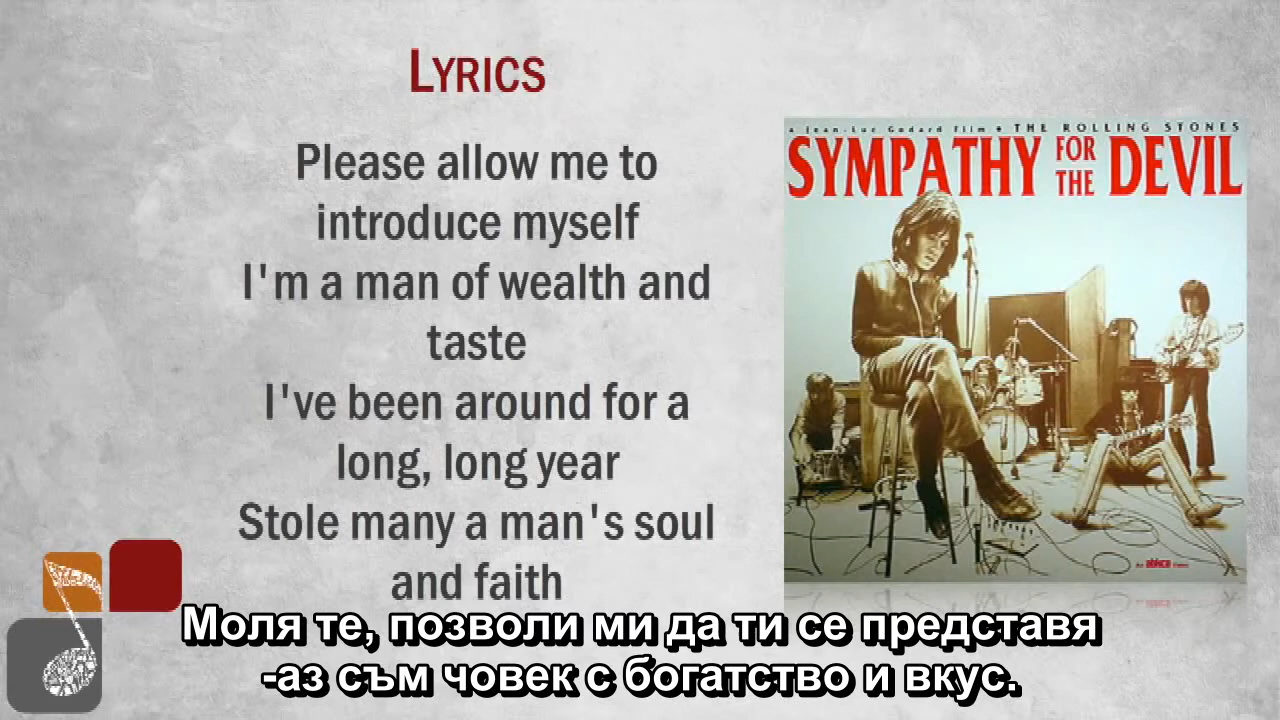 LYRICS
Please allow me to
introduce myself
I'm a man of wealth and
taste
I've been around for a
long, long year
Stole many a man's soul
and faith
a Jean-Luc Godard film • THE ROLLING STONES
SYMPATHY FOR THE DEVIL
Моля те, позволи ми да ти се представя
-аз съм човек с богатство и вкус.